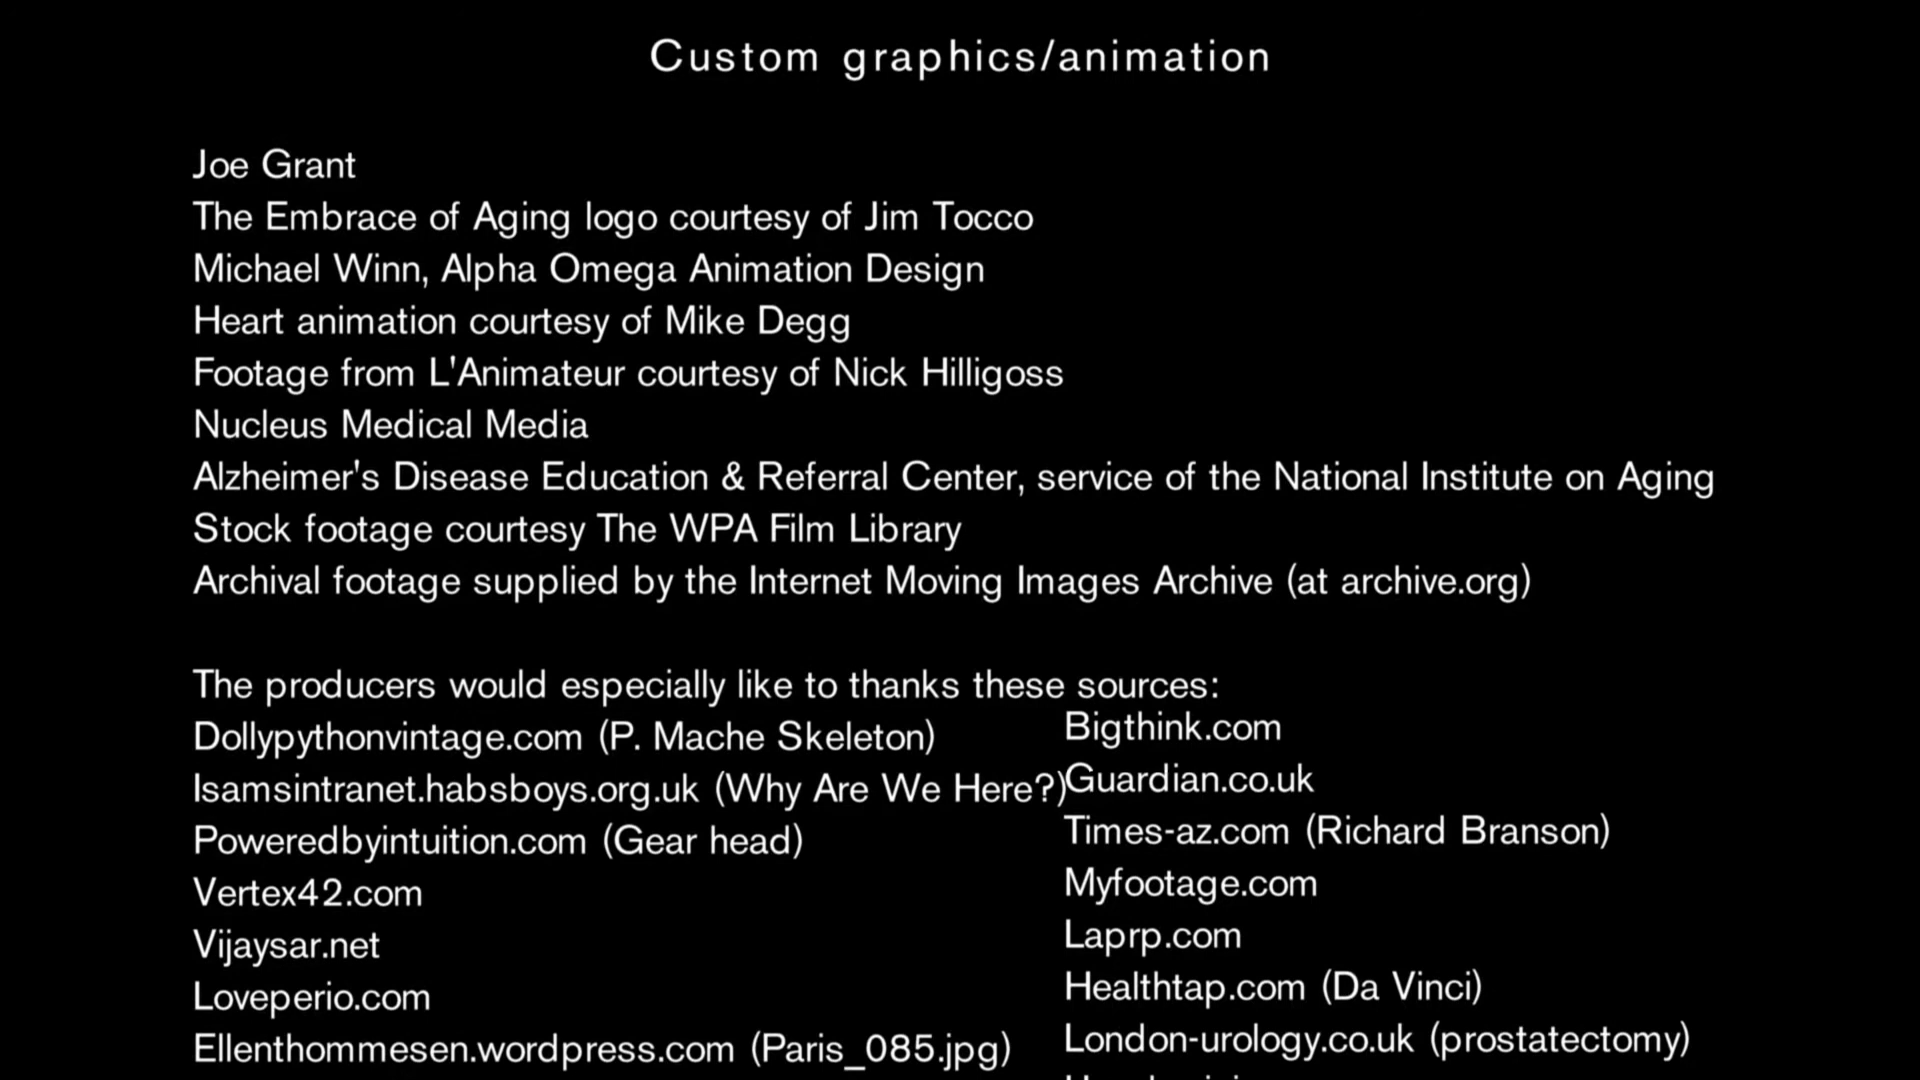 Custom graphics/animation
Joe Grant
The Embrace of Aging logo courtesy of Jim Tocco
Michael Winn, Alpha Omega Animation Design
Heart animation courtesy of Mike Degg
Footage from L'Animateur courtesy of Nick Hilligoss
Nucleus Medical Media
Alzheimer's Disease Education & Referral Center, service of the National Institute on Aging
Stock footage courtesy The WPA Film Library
Archival footage supplied by the Internet Moving Images Archive (at archive.org)
The producers would especially like to thanks these sources:
Dollypythonvintage.com (P. Mache Skeleton)
Isamsintranet.habsboys.org.uk (Why Are We Here?)
Poweredbyintuition.com (Gear head)
Vertex42.com
Vijaysar.net
Loveperio.com
Ellenthommesen.wordpress.com (Paris_085.jpg)
Bigthink.com
Guardian.co.uk
Times-az.com (Richard Branson)
Myfootage.com
Laprp.com
Healthtap.com (Da Vinci)
London-urology.co.uk (prostatectomy)